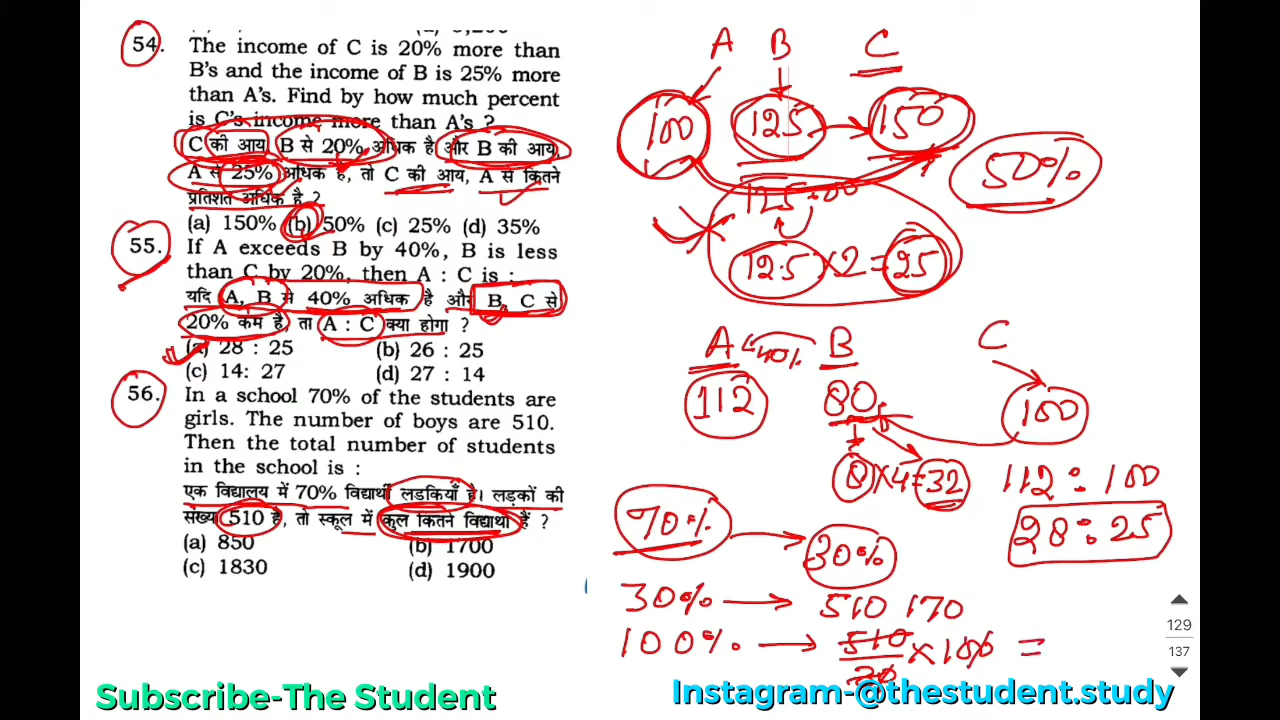 54. The income of C is 20% more than
B's and the income of B is 25% more
than A's. Find by how much percent
is C's income more than A's ?
C की आय B से 20% अधिक है और B की आय,
A से 25% अधिक है, तो C की आय, A से कितने
प्रतिशत अधिक है ?
(a) 150% (b) 50% (c) 25% (d) 35%
55. If A exceeds B by 40%, B is less
than C by 20%, then A : C is :
यदि A, B से 40% अधिक है और B, C से
20% कम है, तो A : C क्या होगा ?
(a) 28 : 25 (b) 26 : 25
(c) 14: 27 (d) 27 : 14
56. In a school 70% of the students are
girls. The number of boys are 510.
Then the total number of students
in the school is :
एक विद्यालय में 70% विद्यार्थी लडकियाँ है। लड़कों की
संख्या 510 है, तो स्कूल में कुल कितने विद्यार्थी हैं ?
(a) 850 (b) 1700
(c) 1830 (d) 1900
A B C
100 125 150
50%
12.5 × 2 = 25
A 40% B C
112 80 100
8 × 4 = 32
112 : 100
28 : 25
70% 30%
30% 510 170
100% 510/30 × 100 =
129
137
Subscribe-The Student
Instagram-@thestudent.study